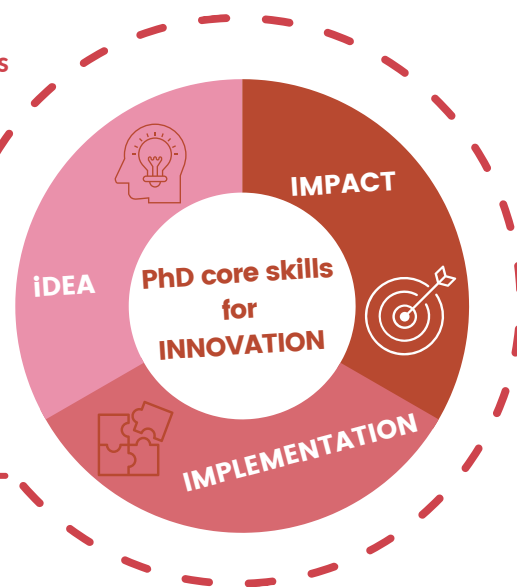 s
IMPACT
iDEA
PhD core skills
for
INNOVATION
IMPLEMENTATION